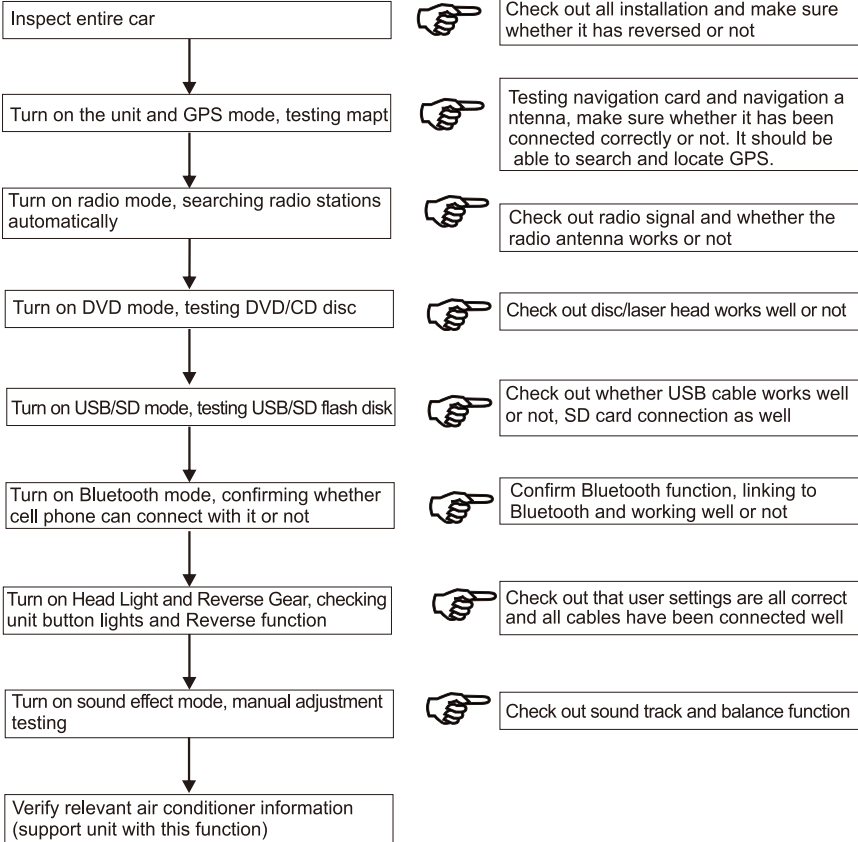 Inspect entire car
Check out all installation and make sure
whether it has reversed or not
Turn on the unit and GPS mode, testing mapt
Testing navigation card and navigation a
ntenna, make sure whether it has been
connected correctly or not. It should be
able to search and locate GPS.
Turn on radio mode, searching radio stations
automatically
Check out radio signal and whether the
radio antenna works or not
Turn on DVD mode, testing DVD/CD disc
Check out disc/laser head works well or not
Turn on USB/SD mode, testing USB/SD flash disk
Check out whether USB cable works well
or not, SD card connection as well
Turn on Bluetooth mode, confirming whether
cell phone can connect with it or not
Confirm Bluetooth function, linking to
Bluetooth and working well or not
Turn on Head Light and Reverse Gear, checking
unit button lights and Reverse function
Check out that user settings are all correct
and all cables have been connected well
Turn on sound effect mode, manual adjustment
testing
Check out sound track and balance function
Verify relevant air conditioner information
(support unit with this function)